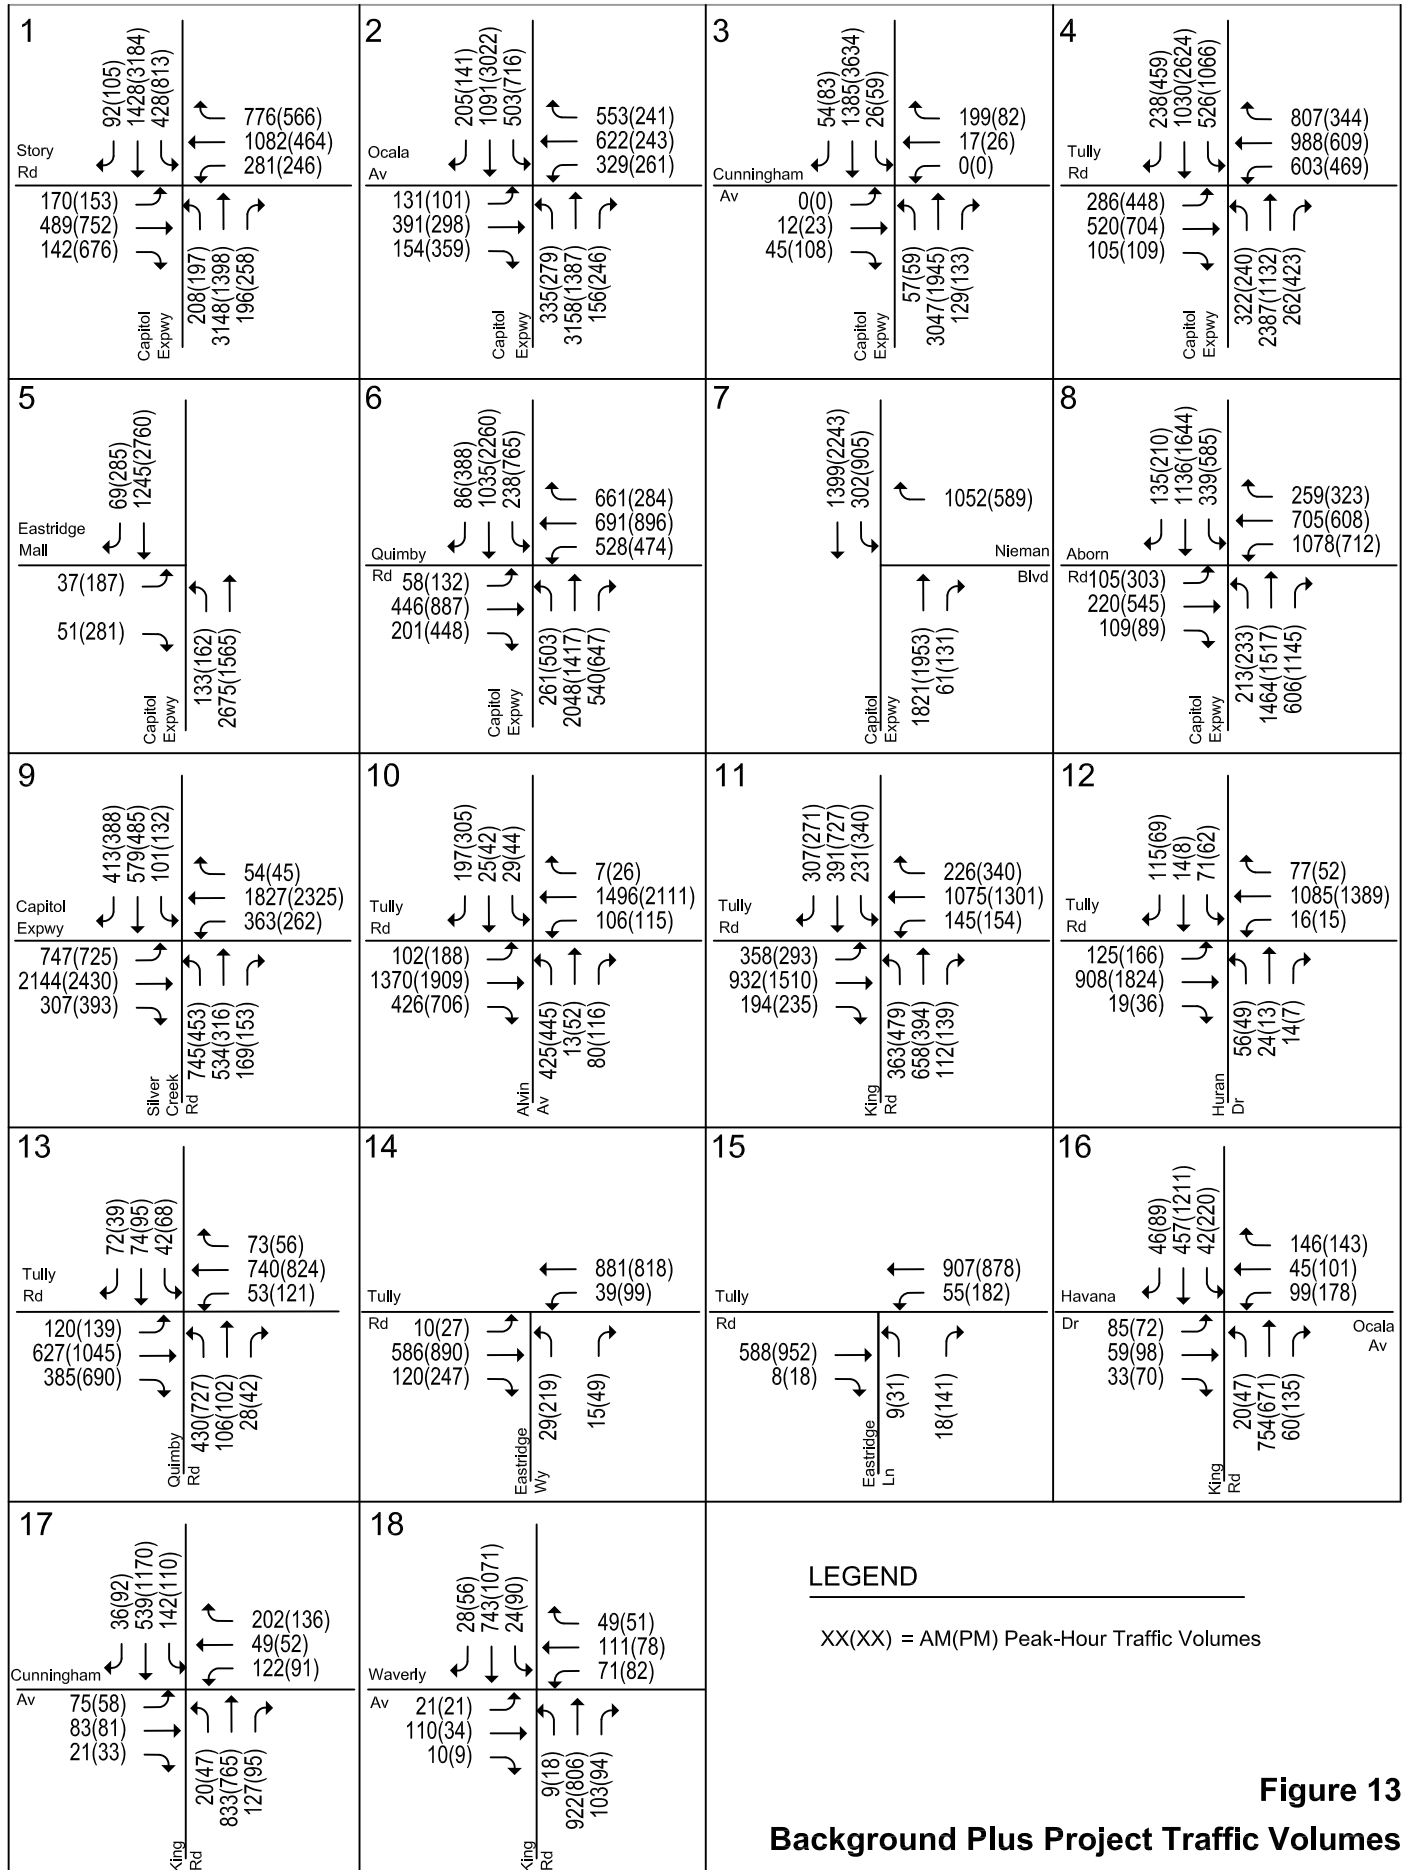 1
922(105)
1428(3184)
428(813)
776(566)
1082(464)
281(246)
Story
Rd
170(153)
489(752)
142(676)
208(197)
3148(1398)
196(258)
Capitol
Expwy
2
205(141)
1091(3022)
503(716)
553(241)
622(243)
329(261)
Ocala
Av
131(101)
391(298)
154(359)
335(279)
3158(1387)
156(246)
Capitol
Expwy
3
54(83)
1385(3634)
26(59)
199(82)
17(26)
0(0)
Cunningham
Av
0(0)
12(23)
45(108)
57(59)
3047(1945)
129(133)
Capitol
Expwy
4
238(459)
1030(2624)
526(1066)
807(344)
988(609)
603(469)
Tully
Rd
286(448)
520(704)
105(109)
322(240)
2387(1132)
262(423)
Capitol
Expwy
5
69(285)
1245(2760)
Eastridge
Mall
37(187)
51(281)
133(162)
2675(1565)
Capitol
Expwy
6
86(388)
1035(2260)
238(765)
661(284)
691(896)
528(474)
Quimby
Rd
58(132)
446(887)
201(448)
261(503)
2048(1417)
540(647)
Capitol
Expwy
7
1399(2243)
302(905)
1052(589)
Nieman
Blvd
1821(1953)
61(131)
Capitol
Expwy
8
135(210)
1136(1644)
339(585)
259(323)
705(608)
1078(712)
Aborn
Rd
105(303)
220(545)
109(89)
213(233)
1464(1517)
606(1145)
Capitol
Expwy
9
413(388)
579(485)
101(132)
54(45)
1827(2325)
363(262)
Capitol
Expwy
747(725)
2144(2430)
307(393)
745(453)
534(316)
169(153)
Silver
Creek
Rd
10
197(305)
25(42)
29(44)
7(26)
1496(2111)
106(115)
Tully
Rd
102(188)
1370(1909)
426(706)
425(445)
13(52)
80(116)
Alvin
Av
11
307(271)
391(727)
231(340)
226(340)
1075(1301)
145(154)
Tully
Rd
358(293)
932(1510)
194(235)
363(479)
658(394)
112(139)
King
Rd
12
115(69)
14(8)
71(62)
77(52)
1085(1389)
16(15)
Tully
Rd
125(166)
908(1824)
19(36)
56(49)
24(13)
14(7)
Huran
Dr
13
72(39)
74(95)
42(68)
73(56)
740(824)
53(121)
Tully
Rd
120(139)
627(1045)
385(690)
430(727)
106(102)
28(42)
Quimby
Rd
14
881(818)
39(99)
Tully
Rd
10(27)
586(890)
120(247)
29(219)
15(49)
Eastridge
Wy
15
907(878)
55(182)
Tully
Rd
588(952)
8(18)
9(31)
18(141)
Eastridge
Ln
16
46(89)
457(1211)
42(220)
146(143)
45(101)
99(178)
Havana
Dr
Ocala
Av
85(72)
59(98)
33(70)
20(47)
754(671)
60(135)
King
Rd
17
36(92)
539(1170)
142(110)
202(136)
49(52)
122(91)
Cunningham
Av
75(58)
83(81)
21(33)
20(47)
833(765)
127(95)
King
Rd
18
28(56)
743(1071)
24(90)
49(51)
111(78)
71(82)
Waverly
Av
21(21)
110(34)
10(9)
9(18)
922(806)
103(94)
King
Rd
LEGEND
XX(XX) = AM(PM) Peak-Hour Traffic Volumes
Figure 13
Background Plus Project Traffic Volumes